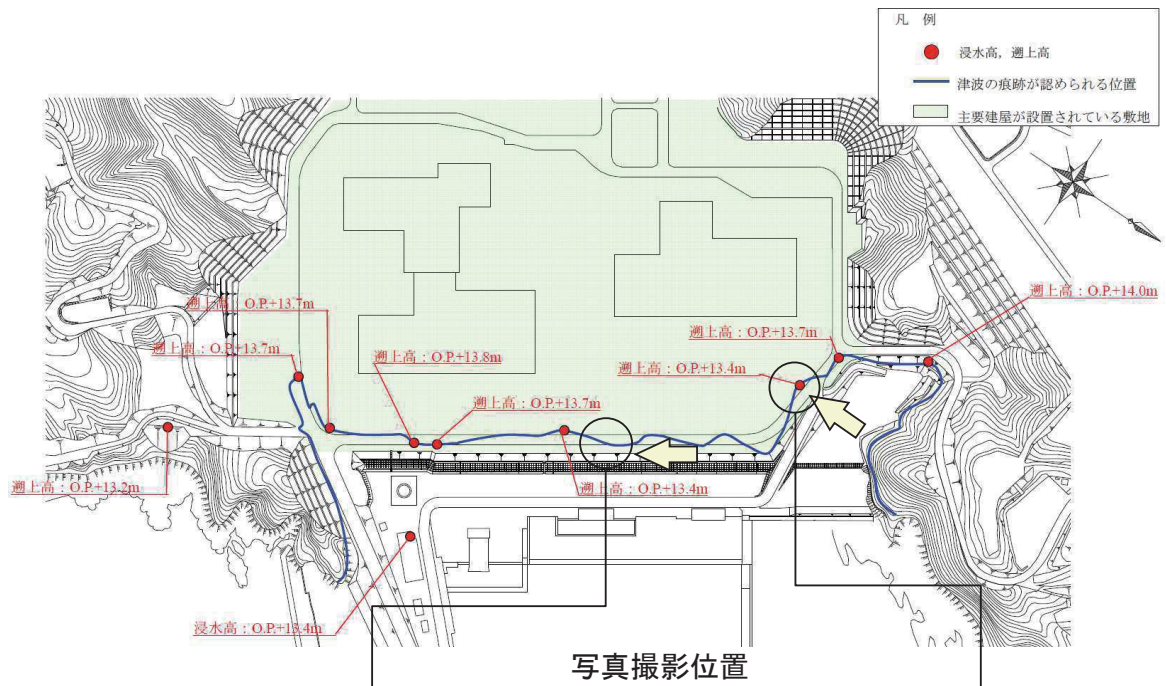 凡 例
浸水高，遡上高
津波の痕跡が認められる位置
主要建屋が設置されている敷地
遡上高：O.P.+14.0m
遡上高：O.P.+13.7m
遡上高：O.P.+13.7m
遡上高：O.P.+13.7m
遡上高：O.P.+13.8m
遡上高：O.P.+13.4m
遡上高：O.P.+13.7m
遡上高：O.P.+13.2m
遡上高：O.P.+13.4m
浸水高：O.P.+13.4m
写真撮影位置